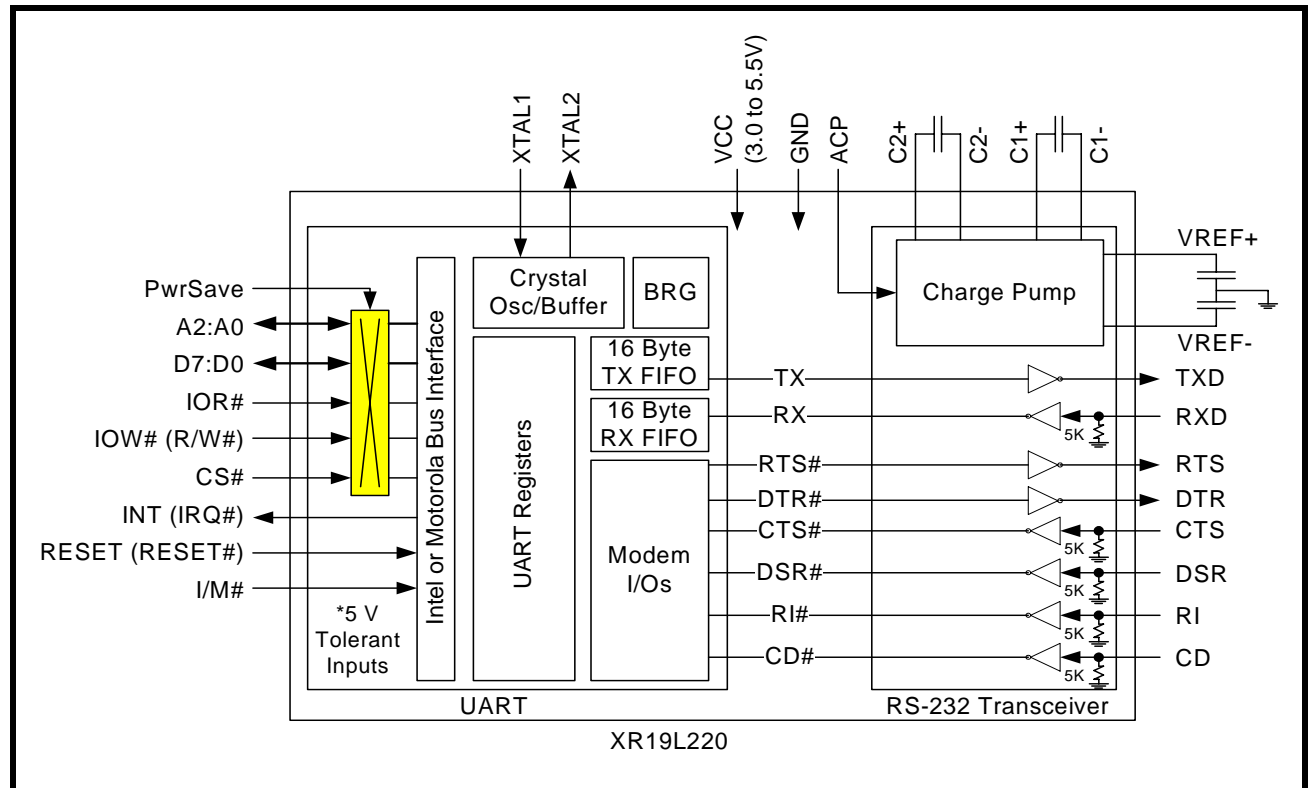 XTAL1
XTAL2
VCC
(3.0 to 5.5V)
GND
ACP
C2+
C2-
C1+
C1-
VREF+
VREF-
PwrSave
A2:A0
D7:D0
IOR#
IOW# (R/W#)
CS#
INT (IRQ#)
RESET (RESET#)
I/M#
*5 V
Tolerant
Inputs
Intel or Motorola Bus Interface
Crystal
Osc/Buffer
BRG
UART Registers
16 Byte
TX FIFO
16 Byte
RX FIFO
Modem
I/Os
Charge Pump
TX
TXD
RX
5K
RXD
RTS#
RTS
DTR#
DTR
CTS#
5K
CTS
DSR#
5K
DSR
RI#
5K
RI
CD#
5K
CD
UART
RS-232 Transceiver
XR19L220